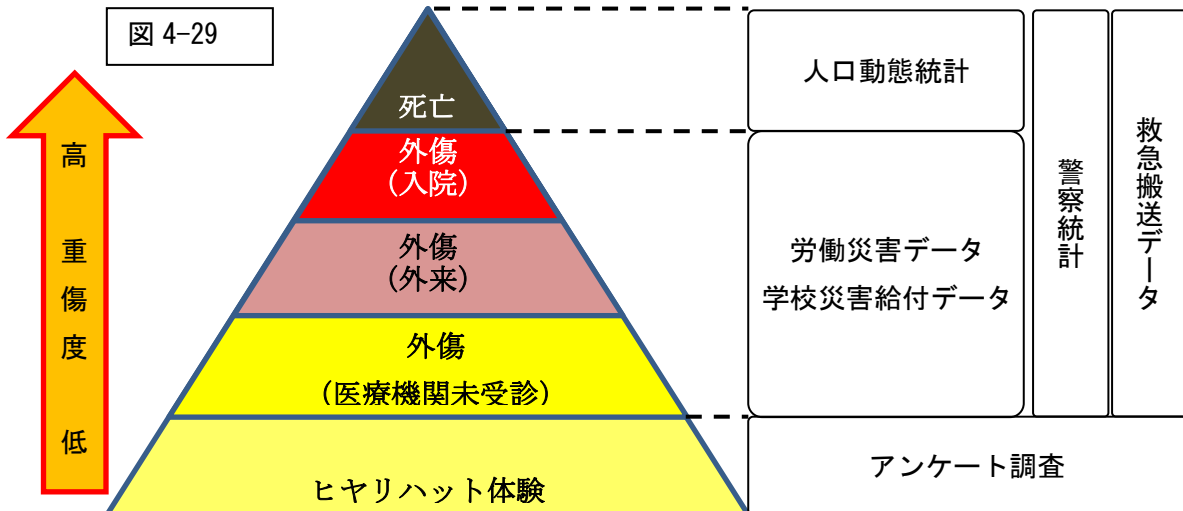 図 4-29
高
重
傷
度
低
死亡
外傷
(入院)
外傷
(外来)
外傷
(医療機関未受診)
ヒヤリハット体験
人口動態統計
労働災害データ
学校災害給付データ
警察統計
救急搬送データ
アンケート調査